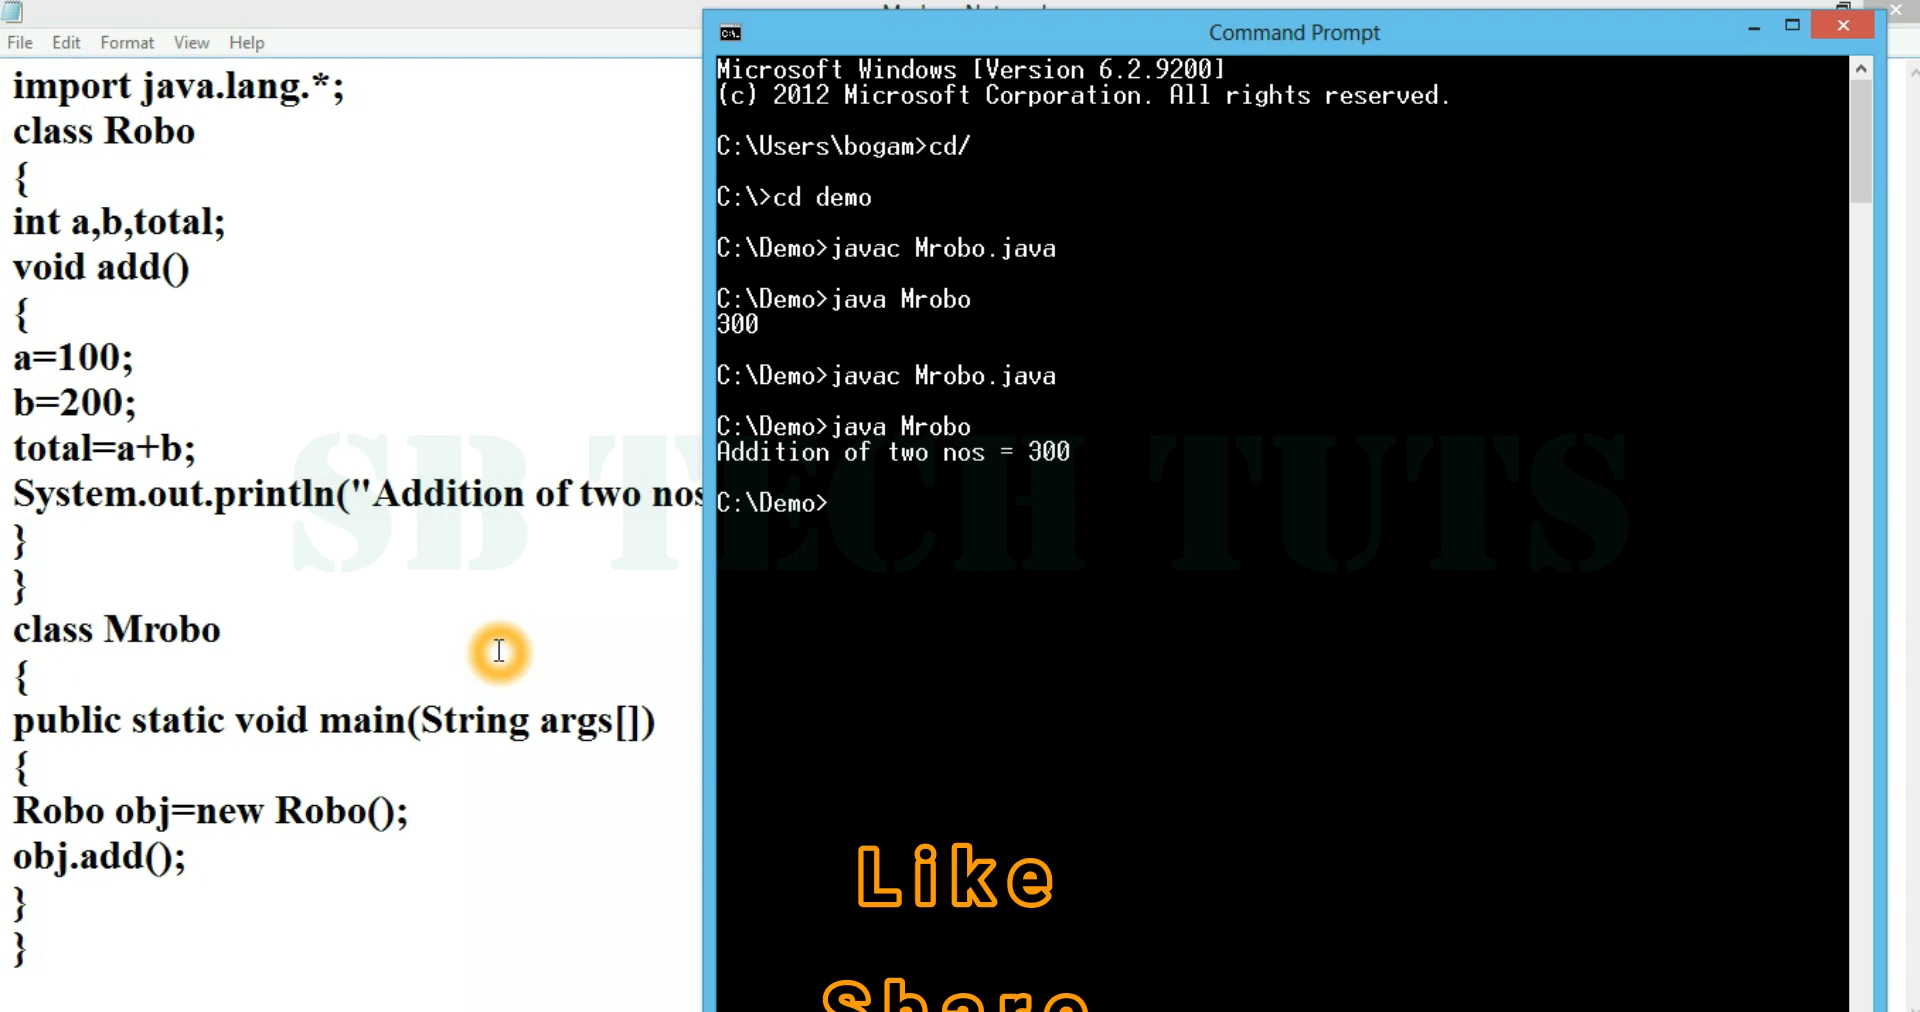 File Edit Format View Help
import java.lang.*;
class Robo
{
int a,b,total;
void add()
{
a=100;
b=200;
total=a+b;
System.out.println("Addition of two nos
}
}
class Mrobo
{
public static void main(String args[])
{
Robo obj=new Robo();
obj.add();
}
}
Command Prompt
Microsoft Windows [Version 6.2.9200]
(c) 2012 Microsoft Corporation. All rights reserved.
C:\Users\bogam>cd/
C:\>cd demo
C:\Demo>javac Mrobo.java
C:\Demo>java Mrobo
300
C:\Demo>javac Mrobo.java
C:\Demo>java Mrobo
Addition of two nos = 300
C:\Demo>
SB TECH TUTS
Like
Share